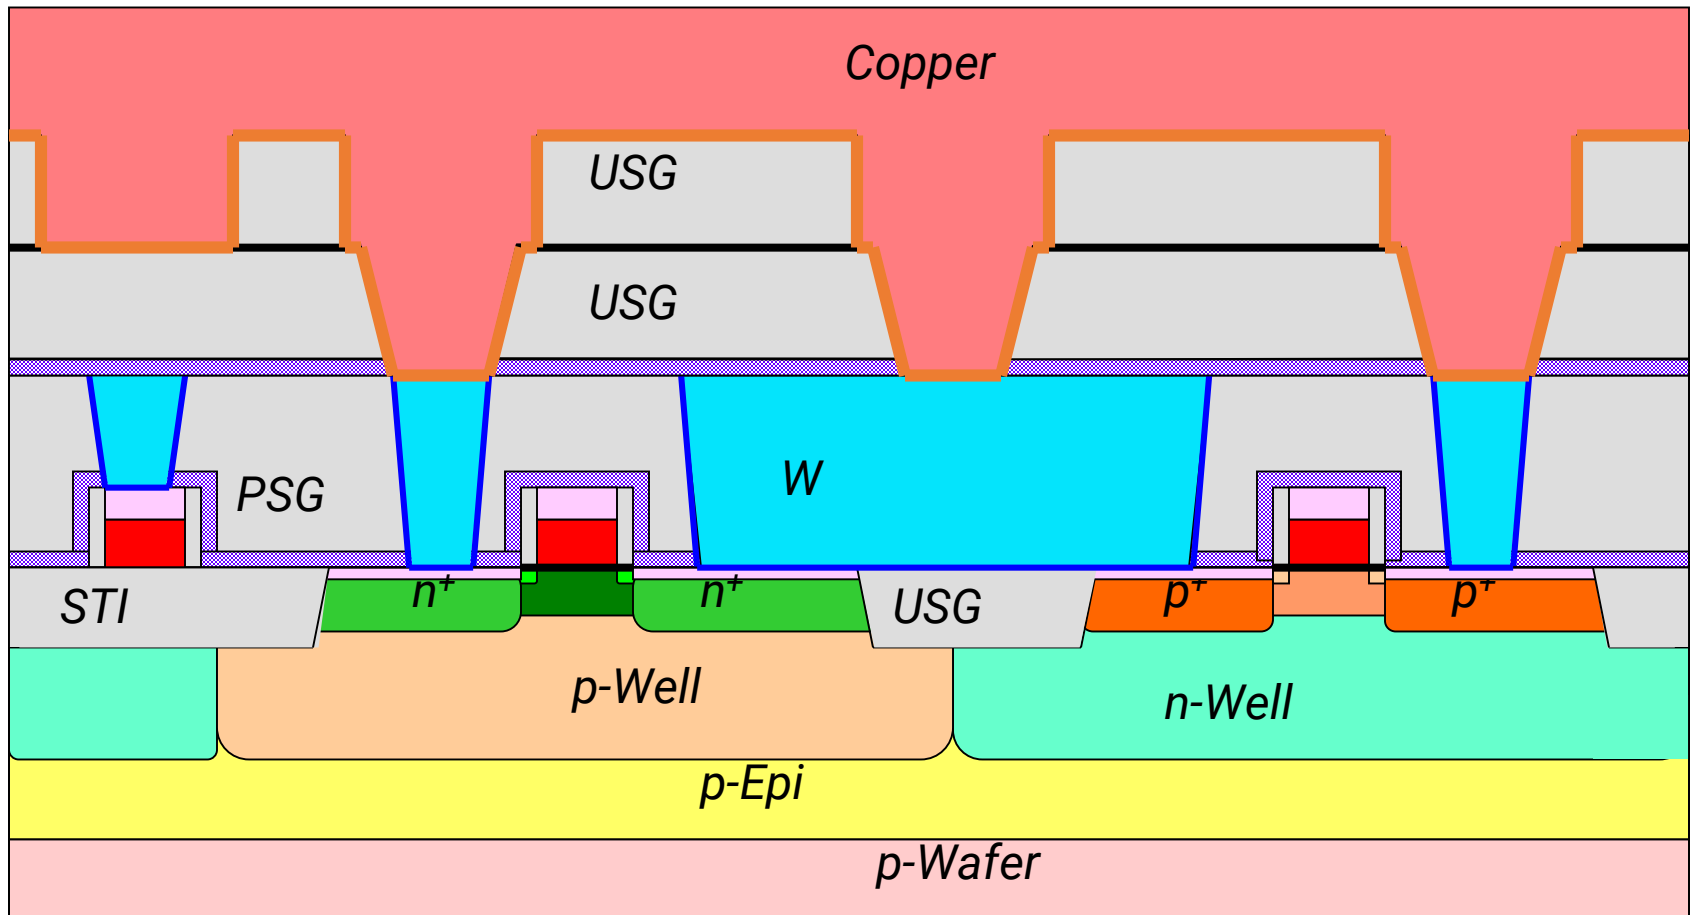 Copper
USG
USG
W
PSG
n⁺
n⁺
p⁺
p⁺
STI
USG
p-Well
n-Well
p-Epi
p-Wafer